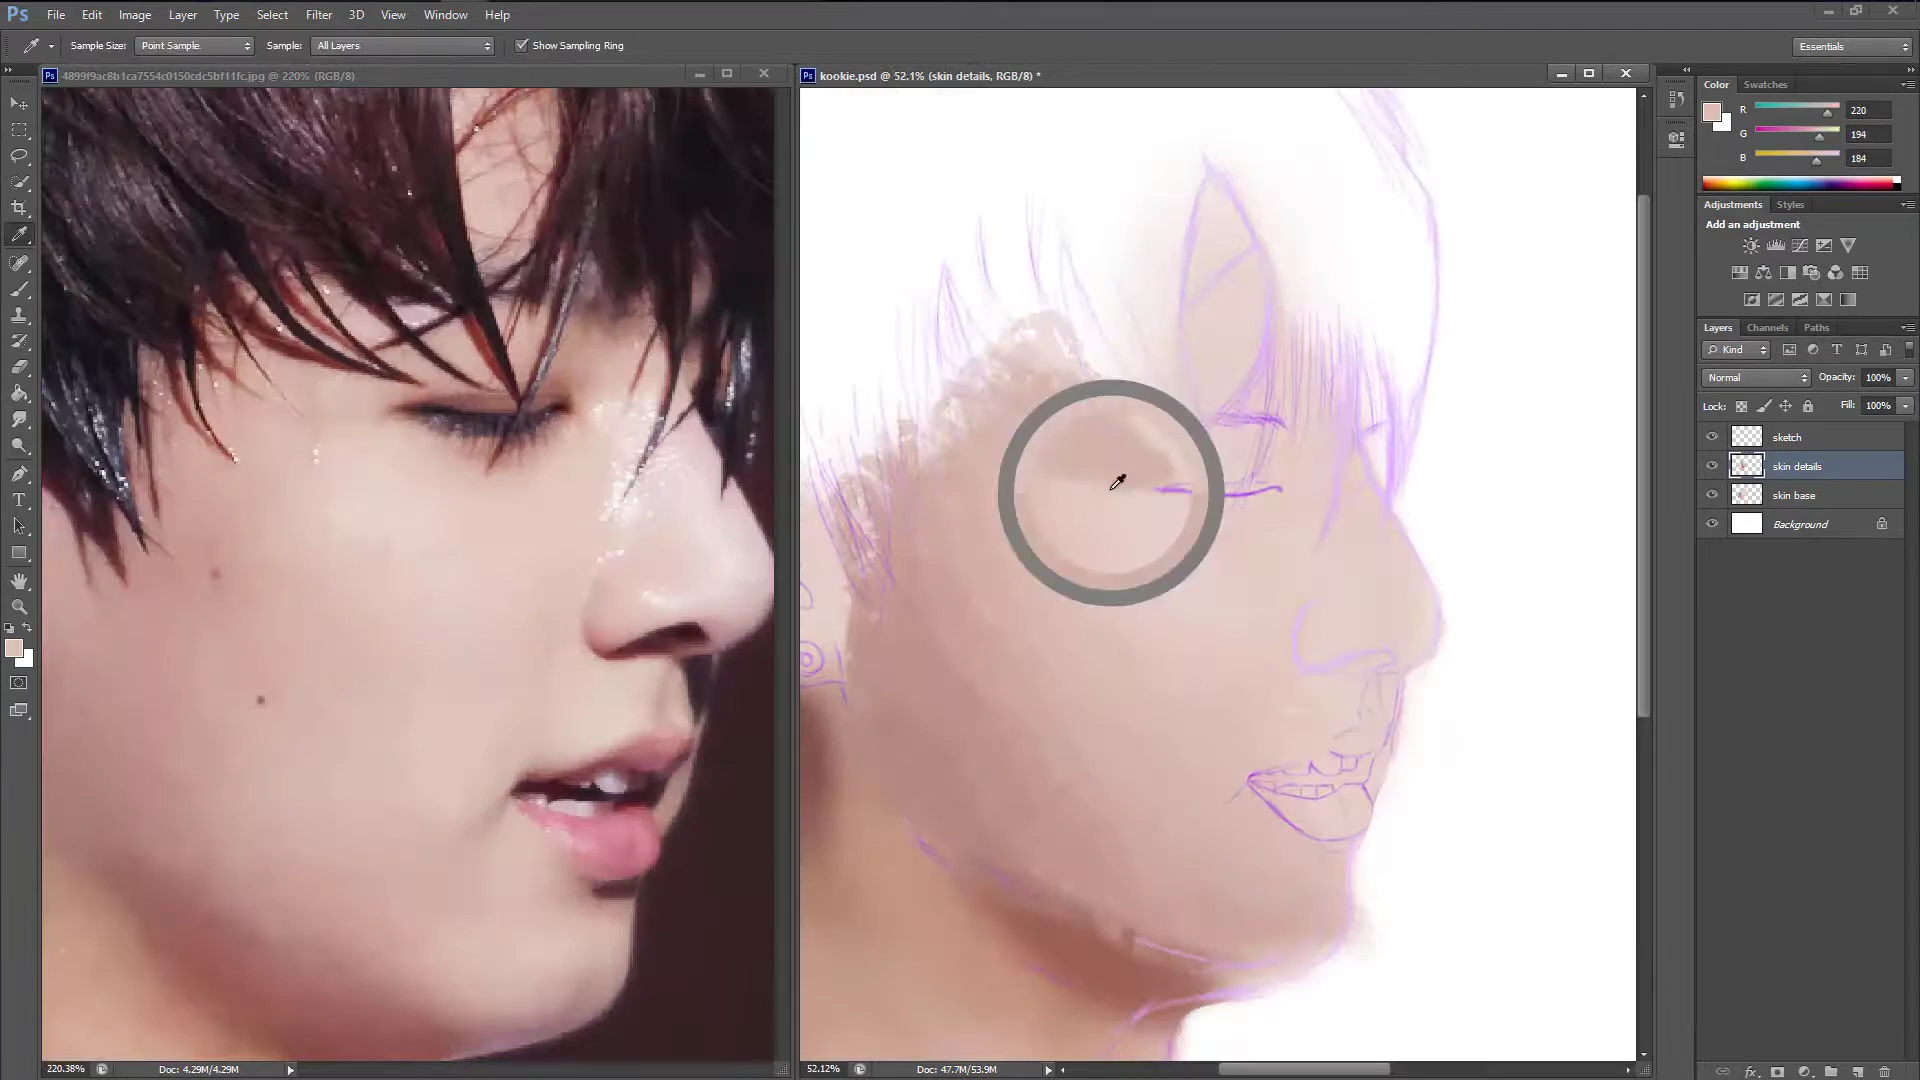 Ps File Edit Image Layer Type Select Filter 3D View Window Help
Sample Size: Point Sample Sample: All Layers Show Sampling Ring Essentials
Ps 4899f9ac8b1ca7554c0150cdc5bf11fc.jpg @ 220% (RGB/8)
Ps kookie.psd @ 52.1% (skin details, RGB/8) *
Color Swatches
R 220
G 194
B 184
Adjustments Styles
Add an adjustment
Layers Channels Paths
Kind
Normal Opacity: 100%
Lock: Fill: 100%
sketch
skin details
skin base
Background
220.38% Doc: 4.29M/4.29M
52.12% Doc: 47.7M/53.9M